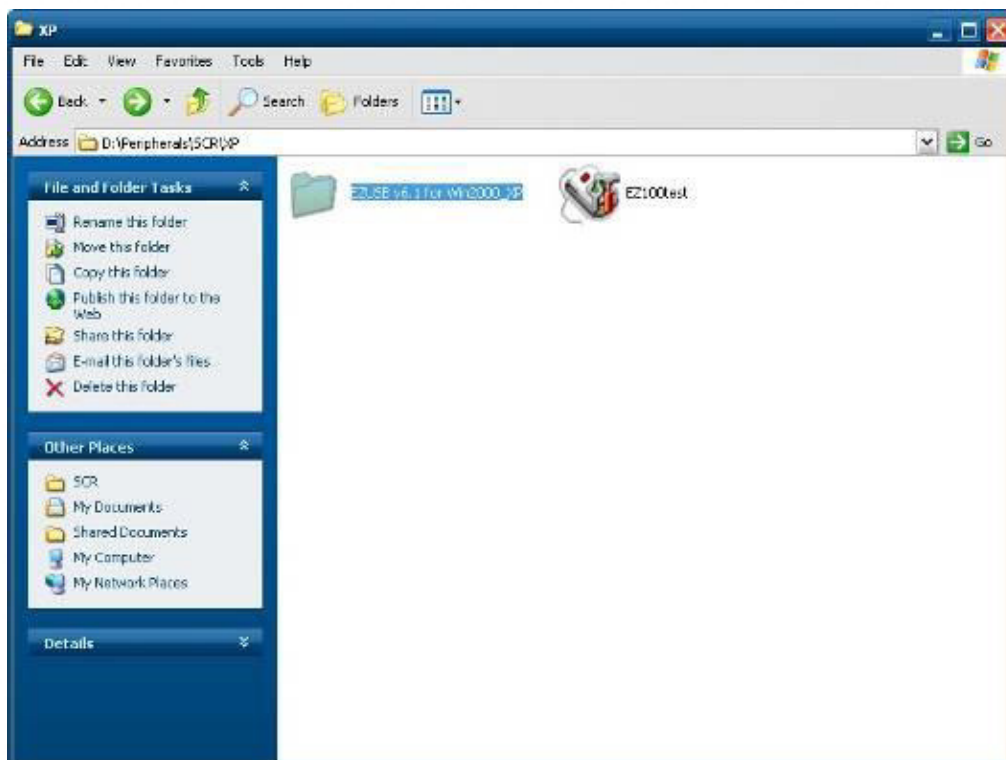 XP
File Edit View Favorites Tools Help
Back Search Folders
Address D:\Peripherals\SCR\XP Go
File and Folder Tasks
Rename this folder
Move this folder
Copy this folder
Publish this folder to the
Web
Share this folder
E-mail this folder's files
Delete this folder
Other Places
SCR
My Documents
Shared Documents
My Computer
My Network Places
Details
EZUSB v6.1 for Win2000_XP
EZ100test